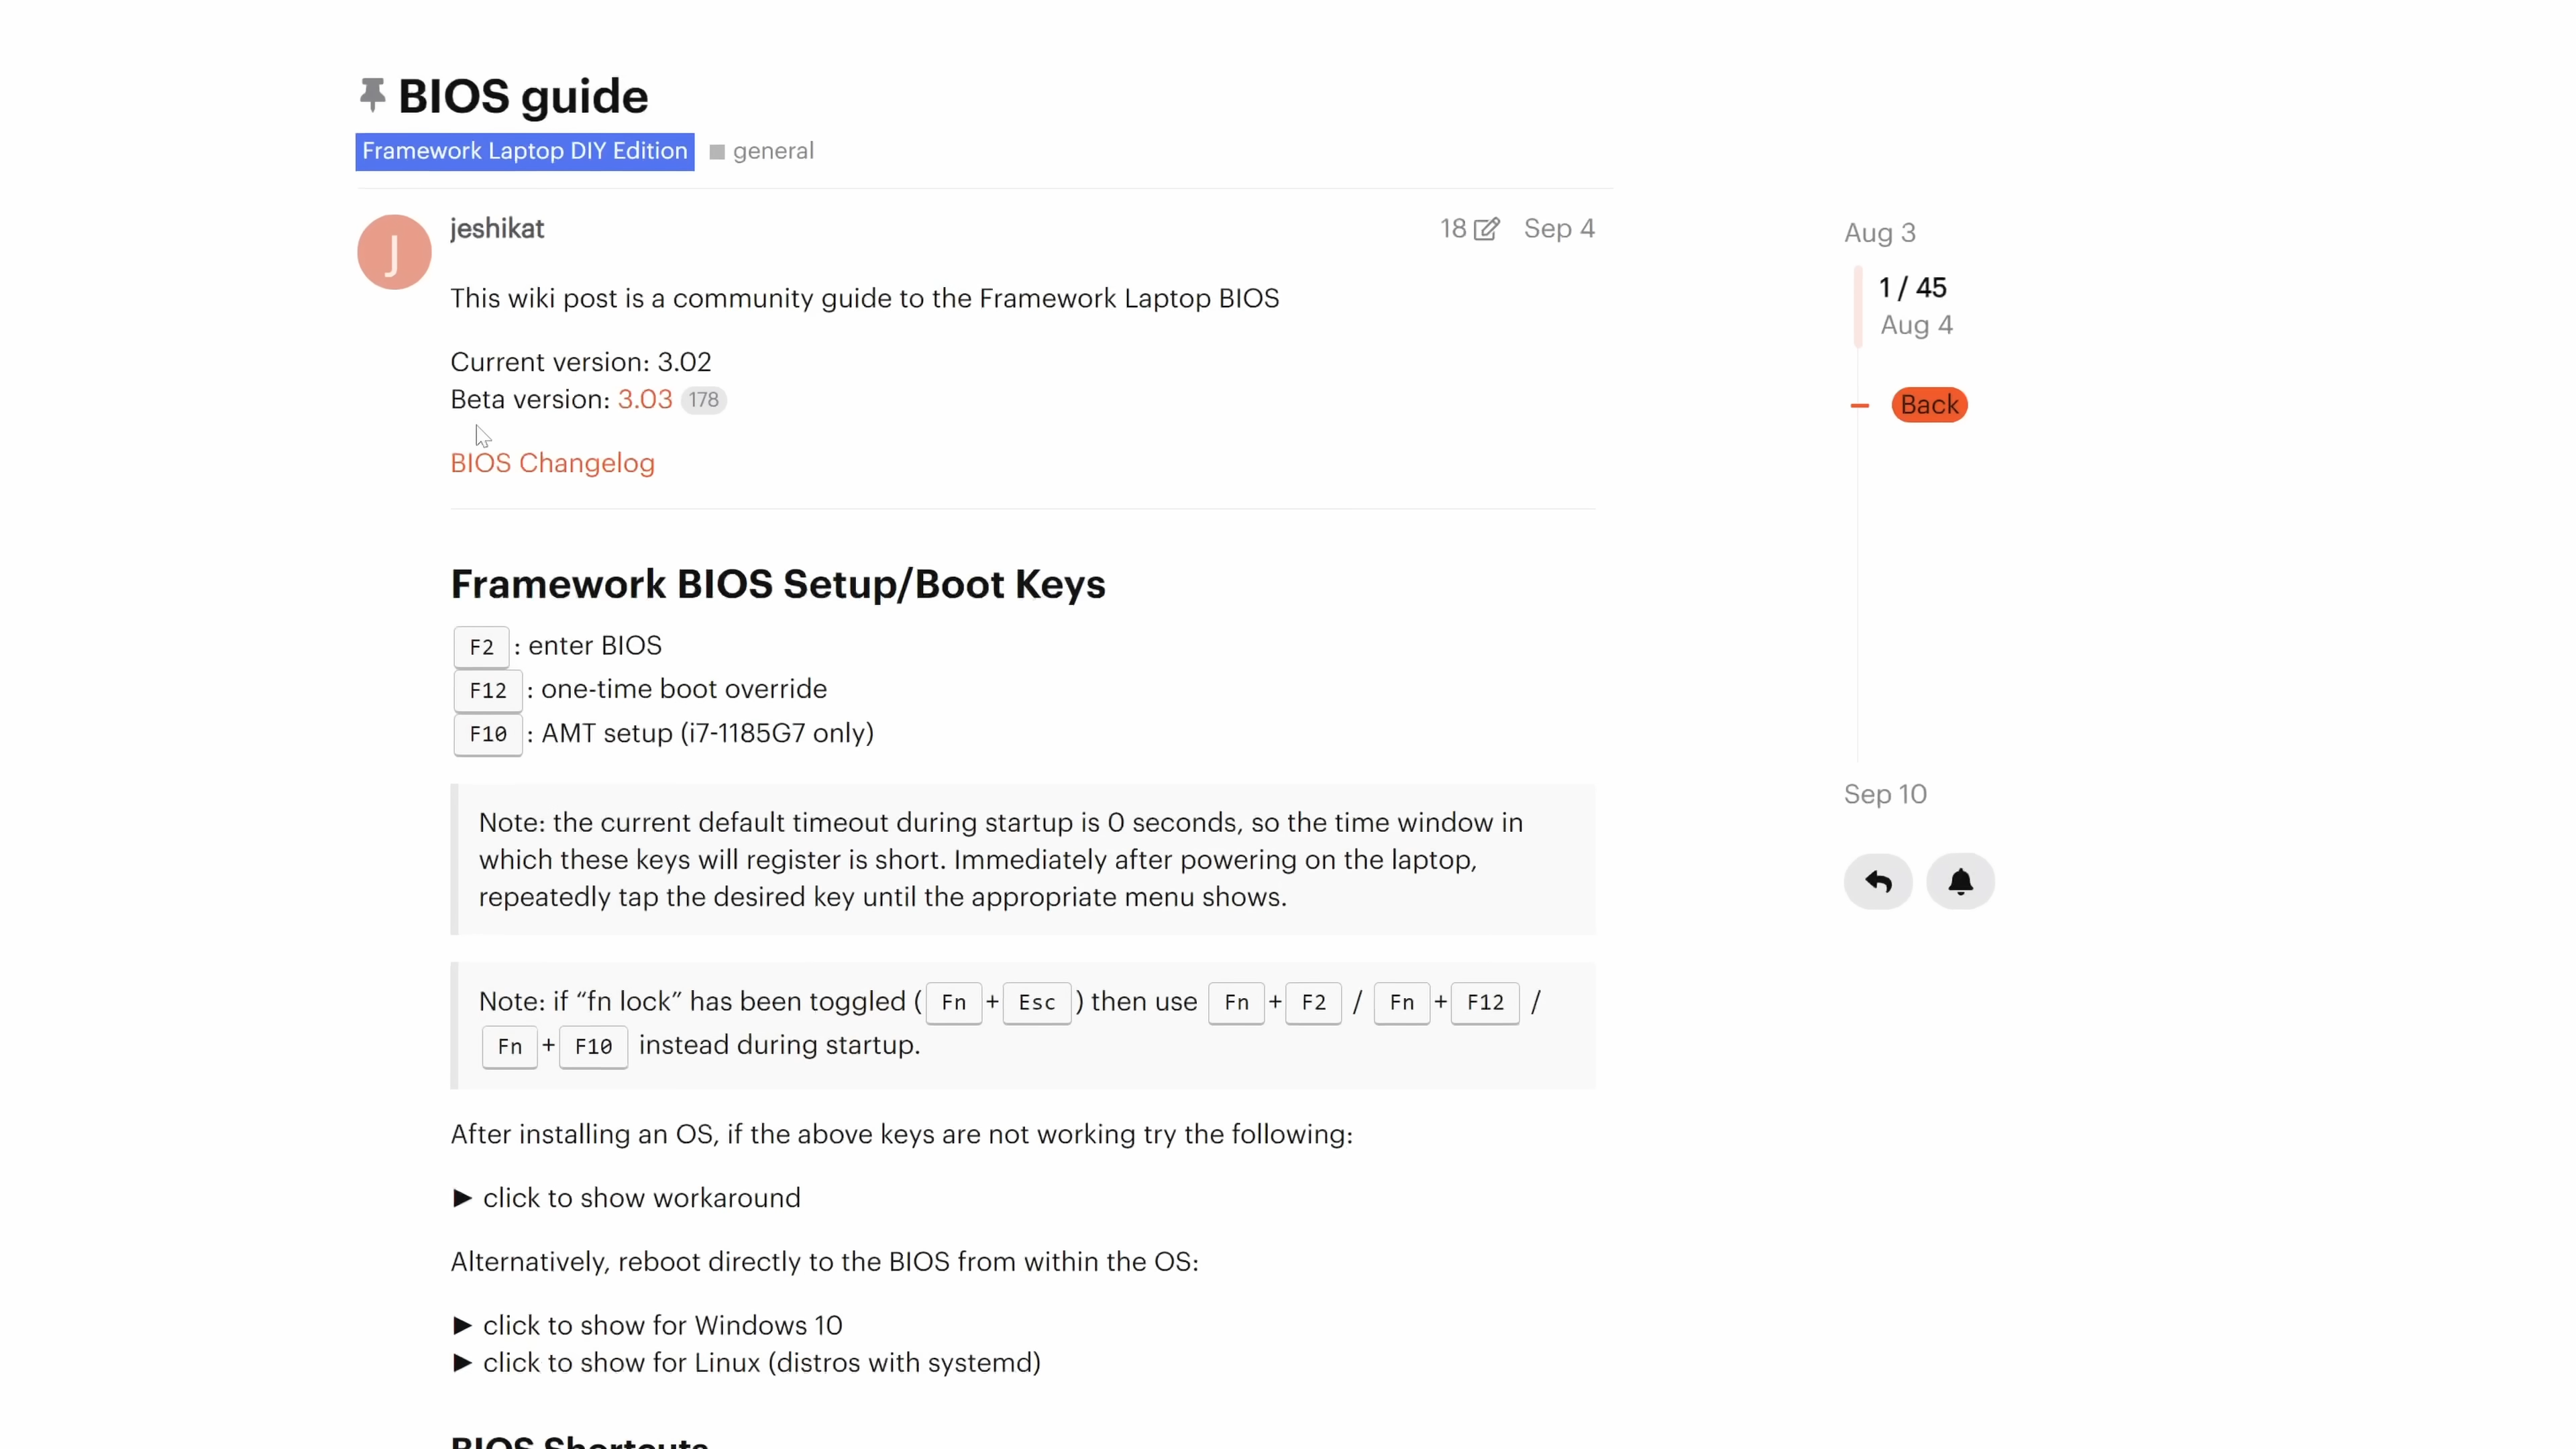 BIOS guide
Framework Laptop DIY Edition general
J
jeshikat 18 Sep 4
This wiki post is a community guide to the Framework Laptop BIOS
Current version: 3.02
Beta version: 3.03 178
BIOS Changelog
Framework BIOS Setup/Boot Keys
F2 : enter BIOS
F12 : one-time boot override
F10 : AMT setup (i7-1185G7 only)
Note: the current default timeout during startup is 0 seconds, so the time window in
which these keys will register is short. Immediately after powering on the laptop,
repeatedly tap the desired key until the appropriate menu shows.
Note: if “fn lock” has been toggled ( Fn + Esc ) then use Fn + F2 / Fn + F12 /
Fn + F10 instead during startup.
After installing an OS, if the above keys are not working try the following:
► click to show workaround
Alternatively, reboot directly to the BIOS from within the OS:
► click to show for Windows 10
► click to show for Linux (distros with systemd)
BIOS Shortcuts
Aug 3
1 / 45
Aug 4
Back
Sep 10